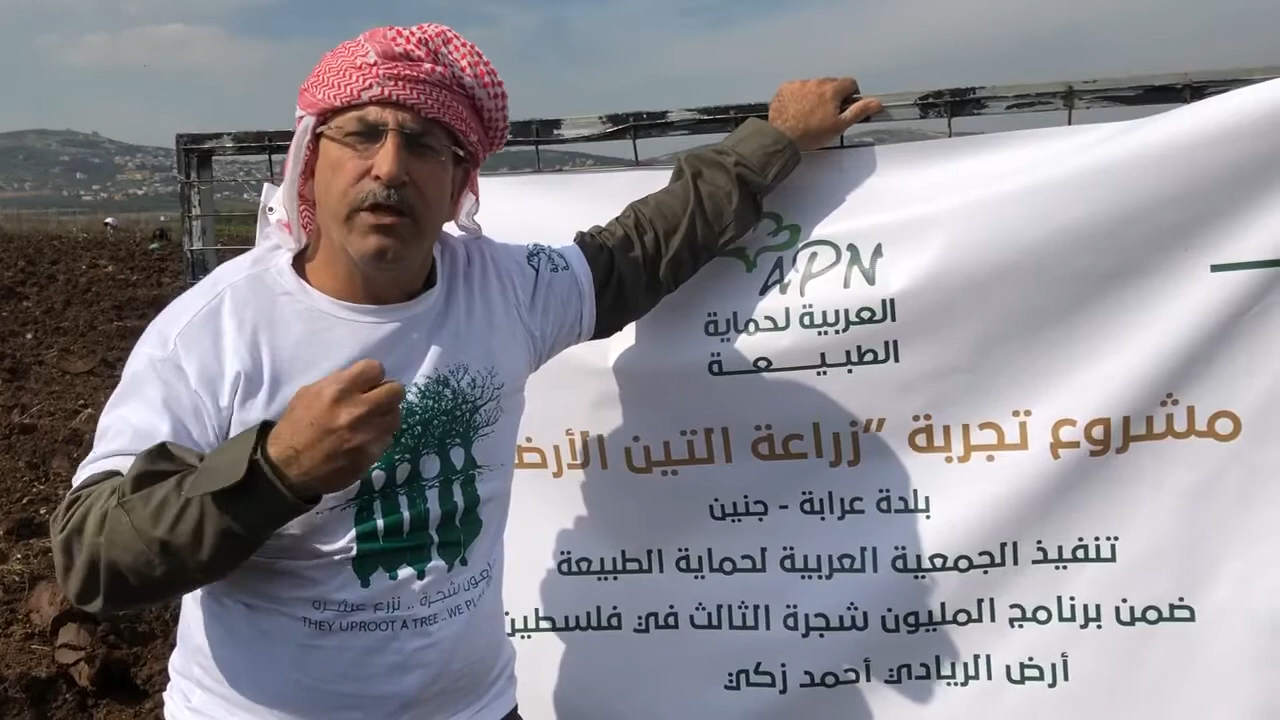 APN
العربية لحماية
الطبيعة
مشروع تجربة "زراعة التين الأرض
بلدة عرابة - جنين
تنفيذ الجمعية العربية لحماية الطبيعة
ضمن برنامج المليون شجرة الثالث في فلسطين
أرض الريادي أحمد زكي
شجرة .. نزرع عشرة
THEY UPROOT A TREE .. WE